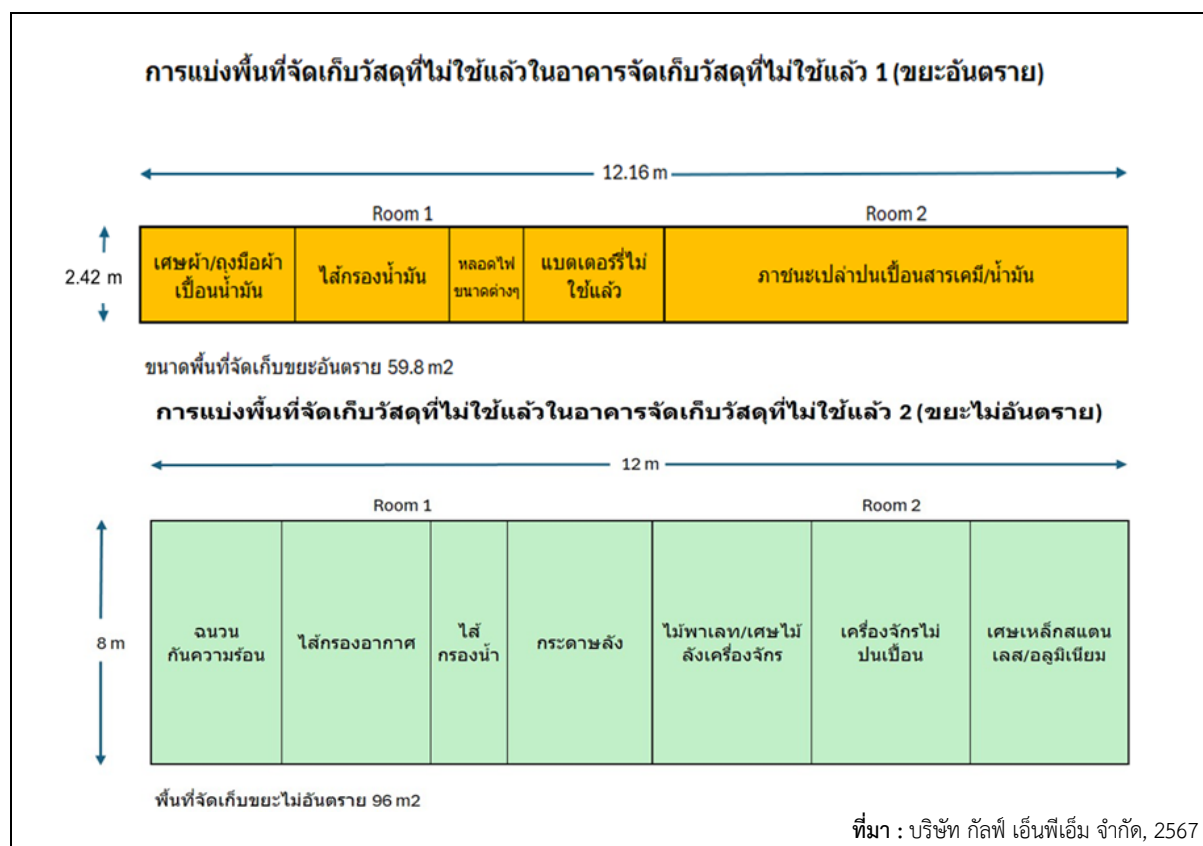 การแบ่งพื้นที่จัดเก็บวัสดุที่ไม่ใช้แล้วในอาคารจัดเก็บวัสดุที่ไม่ใช้แล้ว 1 (ขยะอันตราย)
12.16 m
Room 1
Room 2
2.42 m
เศษผ้า/ถุงมือผ้า
เปื้อนน้ำมัน
ไส้กรองน้ำมัน
หลอดไฟ
ขนาดต่างๆ
แบตเตอร์รี่ไม่
ใช้แล้ว
ภาชนะเปล่าปนเปื้อนสารเคมี/น้ำมัน
ขนาดพื้นที่จัดเก็บขยะอันตราย 59.8 m2
การแบ่งพื้นที่จัดเก็บวัสดุที่ไม่ใช้แล้วในอาคารจัดเก็บวัสดุที่ไม่ใช้แล้ว 2 (ขยะไม่อันตราย)
12 m
Room 1
Room 2
8 m
ฉนวน
กันความร้อน
ไส้กรองอากาศ
ไส้
กรองน้ำ
กระดาษลัง
ไม้พาเลท/เศษไม้
ลังเครื่องจักร
เครื่องจักรไม่
ปนเปื้อน
เศษเหล็กสแตน
เลส/อลูมิเนียม
พื้นที่จัดเก็บขยะไม่อันตราย 96 m2
ที่มา : บริษัท กัลฟ์ เอ็นพีเอ็ม จำกัด, 2567